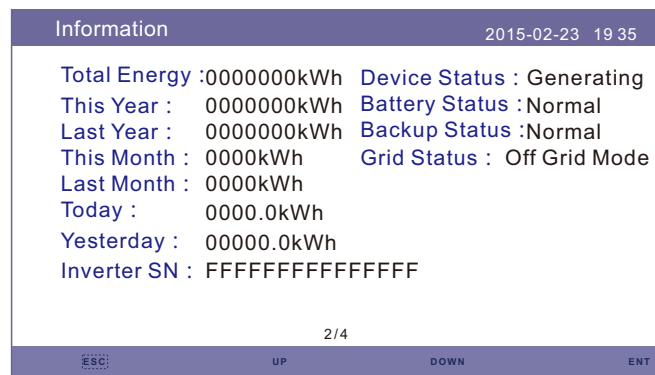 Information 2015-02-23 19 35
Total Energy : 0000000kWh Device Status : Generating
This Year : 0000000kWh Battery Status : Normal
Last Year : 0000000kWh Backup Status : Normal
This Month : 0000kWh Grid Status : Off Grid Mode
Last Month : 0000kWh
Today : 0000.0kWh
Yesterday : 00000.0kWh
Inverter SN : FFFFFFFFFFFFFFF
2/4
ESC UP DOWN ENT